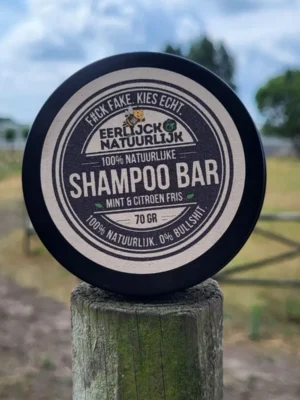 F#CK FAKE. KIES ECHT
EERLIJCK
NATUURLIJK
100% NATUURLIJKE
SHAMPOO BAR
MINT & CITROEN FRIS
70 GR
100% NATUURLIJK. 0% BULLSHIT.